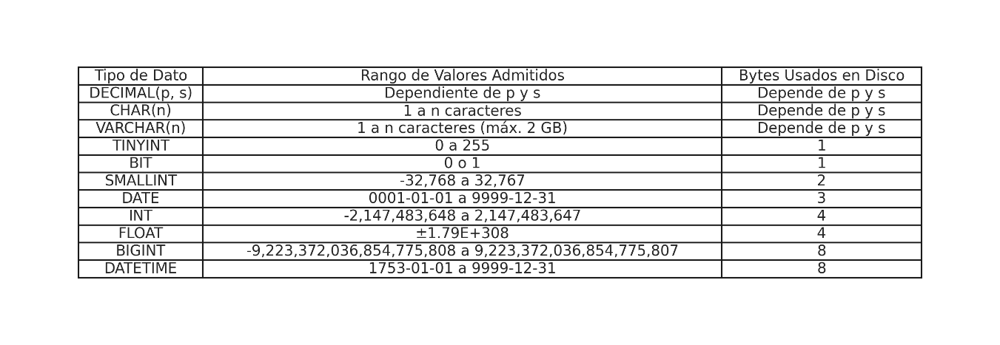 Tipo de Dato Rango de Valores Admitidos Bytes Usados en Disco
DECIMAL(p, s) Dependiente de p y s Depende de p y s
CHAR(n) 1 a n caracteres Depende de p y s
VARCHAR(n) 1 a n caracteres (máx. 2 GB) Depende de p y s
TINYINT 0 a 255 1
BIT 0 o 1 1
SMALLINT -32,768 a 32,767 2
DATE 0001-01-01 a 9999-12-31 3
INT -2,147,483,648 a 2,147,483,647 4
FLOAT ±1.79E+308 4
BIGINT -9,223,372,036,854,775,808 a 9,223,372,036,854,775,807 8
DATETIME 1753-01-01 a 9999-12-31 8